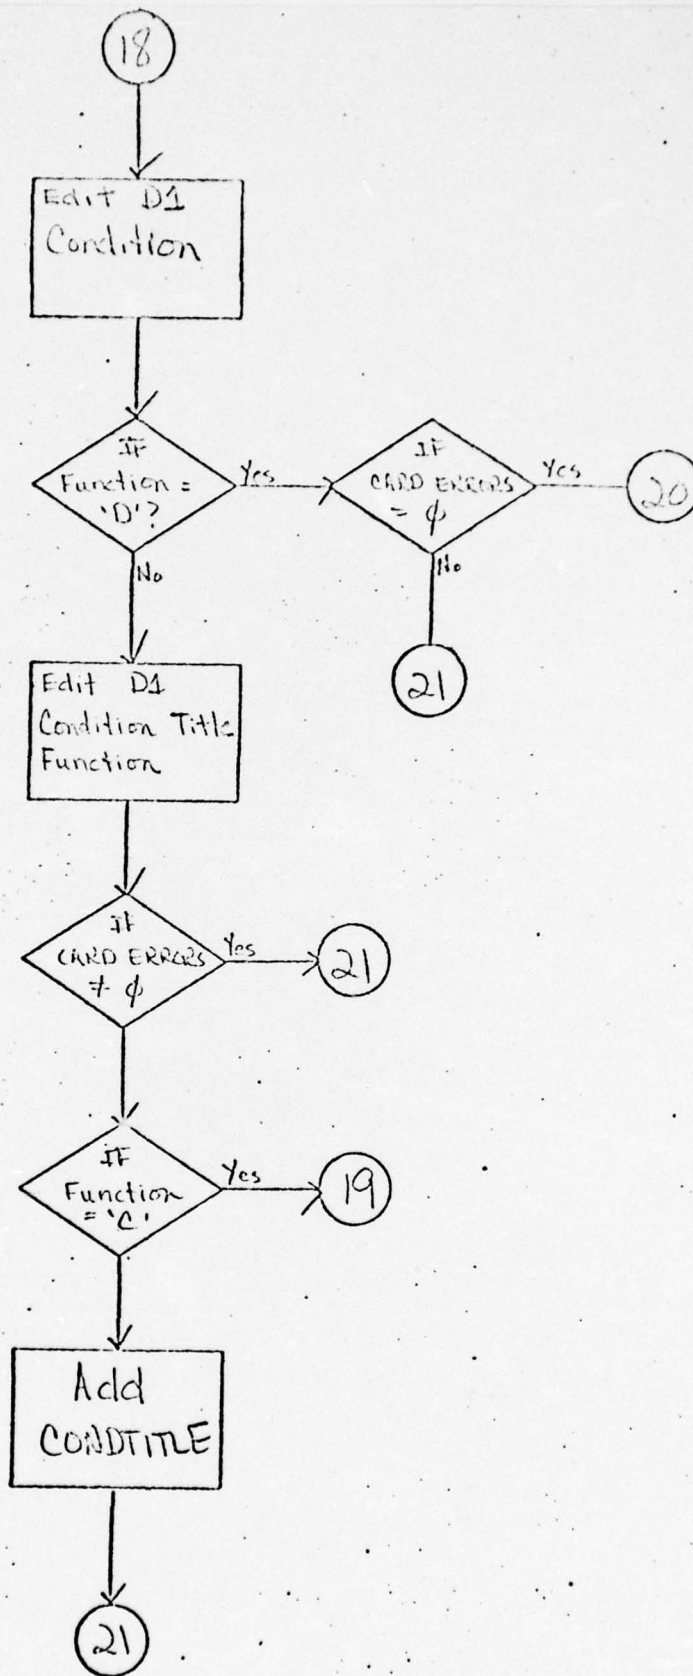 18
Edit D1
Condition
IF
Function =
'D'?
Yes
IF
CARD ERRORS
= φ
Yes
20
No
No
21
Edit D1
Condition Title
Function
If
CARD ERRORS
≠ φ
Yes
21
IF
Function
= 'C'
Yes
19
Add
CONDTITLE
21